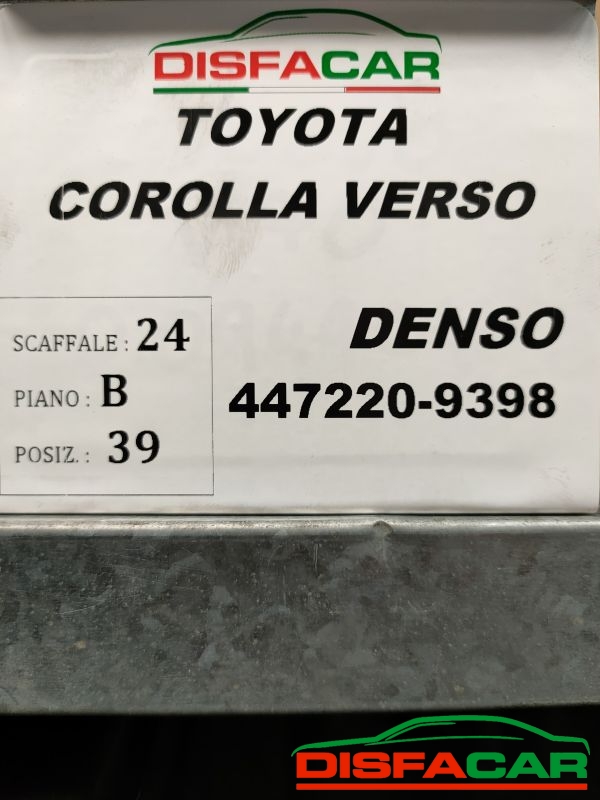 DISFACAR
TOYOTA
COROLLA VERSO
SCAFFALE : 24
PIANO : B
POSIZ. : 39
DENSO
447220-9398
DISFACAR